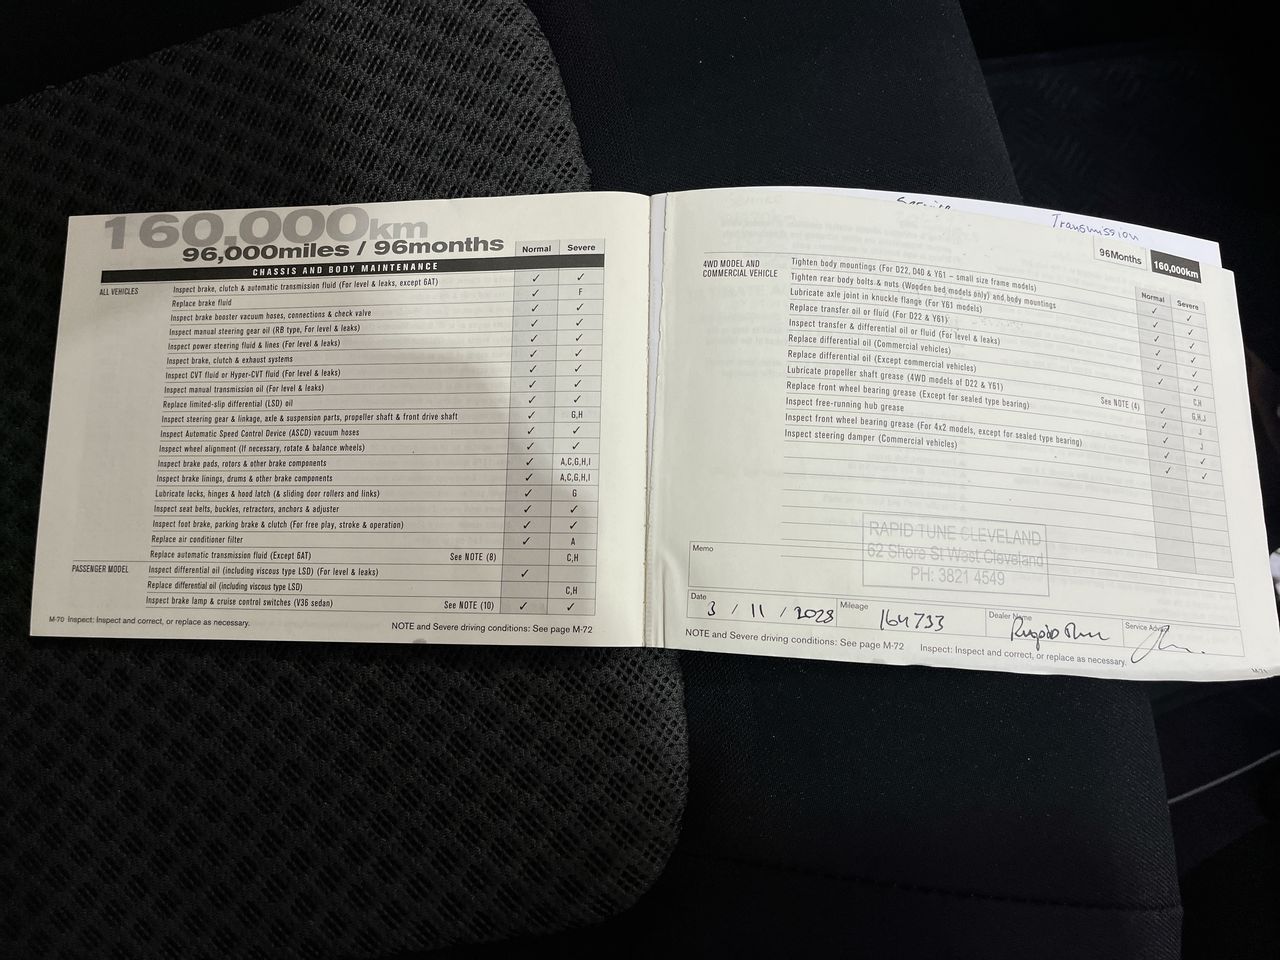 160,000km
96,000miles / 96months
Normal Severe
CHASSIS AND BODY MAINTENANCE
ALL VEHICLES
Inspect brake, clutch & automatic transmission fluid (For level & leaks, except 6AT) ✓ ✓
Replace brake fluid ✓ F
Inspect brake booster vacuum hoses, connections & check valve ✓ ✓
Inspect manual steering gear oil (RB type, For level & leaks) ✓ ✓
Inspect power steering fluid & lines (For level & leaks) ✓ ✓
Inspect brake, clutch & exhaust systems ✓ ✓
Inspect CVT fluid or Hyper-CVT fluid (For level & leaks) ✓ ✓
Inspect manual transmission oil (For level & leaks) ✓ ✓
Replace limited-slip differential (LSD) oil ✓ ✓
Inspect steering gear & linkage, axle & suspension parts, propeller shaft & front drive shaft ✓ G,H
Inspect Automatic Speed Control Device (ASCD) vacuum hoses ✓ ✓
Inspect wheel alignment (If necessary, rotate & balance wheels) ✓ ✓
Inspect brake pads, rotors & other brake components ✓ A,C,G,H,I
Inspect brake linings, drums & other brake components ✓ A,C,G,H,I
Lubricate locks, hinges & hood latch (& sliding door rollers and links) ✓ G
Inspect seat belts, buckles, retractors, anchors & adjuster ✓ ✓
Inspect foot brake, parking brake & clutch (For free play, stroke & operation) ✓ ✓
Replace air conditioner filter ✓ A
Replace automatic transmission fluid (Except 6AT) See NOTE (8) C,H
PASSENGER MODEL
Inspect differential oil (including viscous type LSD) (For level & leaks) ✓
Replace differential oil (including viscous type LSD) C,H
Inspect brake lamp & cruise control switches (V36 sedan) See NOTE (10) ✓ ✓
M-70 Inspect: Inspect and correct, or replace as necessary.
NOTE and Severe driving conditions: See page M-72
Transmission
96Months 160,000km
Normal Severe
4WD MODEL AND
COMMERCIAL VEHICLE
Tighten body mountings (For D22, D40 & Y61 – small size frame models) ✓ ✓
Tighten rear body bolts & nuts (Wooden bed models only) and body mountings ✓ ✓
Lubricate axle joint in knuckle flange (For Y61 models) ✓ ✓
Replace transfer oil or fluid (For D22 & Y61) ✓ ✓
Inspect transfer & differential oil or fluid (For level & leaks) ✓ ✓
Replace differential oil (Commercial vehicles) ✓ ✓
Replace differential oil (Except commercial vehicles) C,H
Lubricate propeller shaft grease (4WD models of D22 & Y61) See NOTE (4) ✓ G,H,J
Replace front wheel bearing grease (Except for sealed type bearing) ✓ J
Inspect free-running hub grease ✓ J
Inspect front wheel bearing grease (For 4x2 models, except for sealed type bearing) ✓ ✓
Inspect steering damper (Commercial vehicles) ✓ ✓
RAPID TUNE CLEVELAND
62 Shore St West Cleveland
PH: 3821 4549
Memo
Date 3 / 11 / 2023 Mileage 164733 Dealer Name Service Advisor
NOTE and Severe driving conditions: See page M-72 Inspect: Inspect and correct, or replace as necessary.
M-71